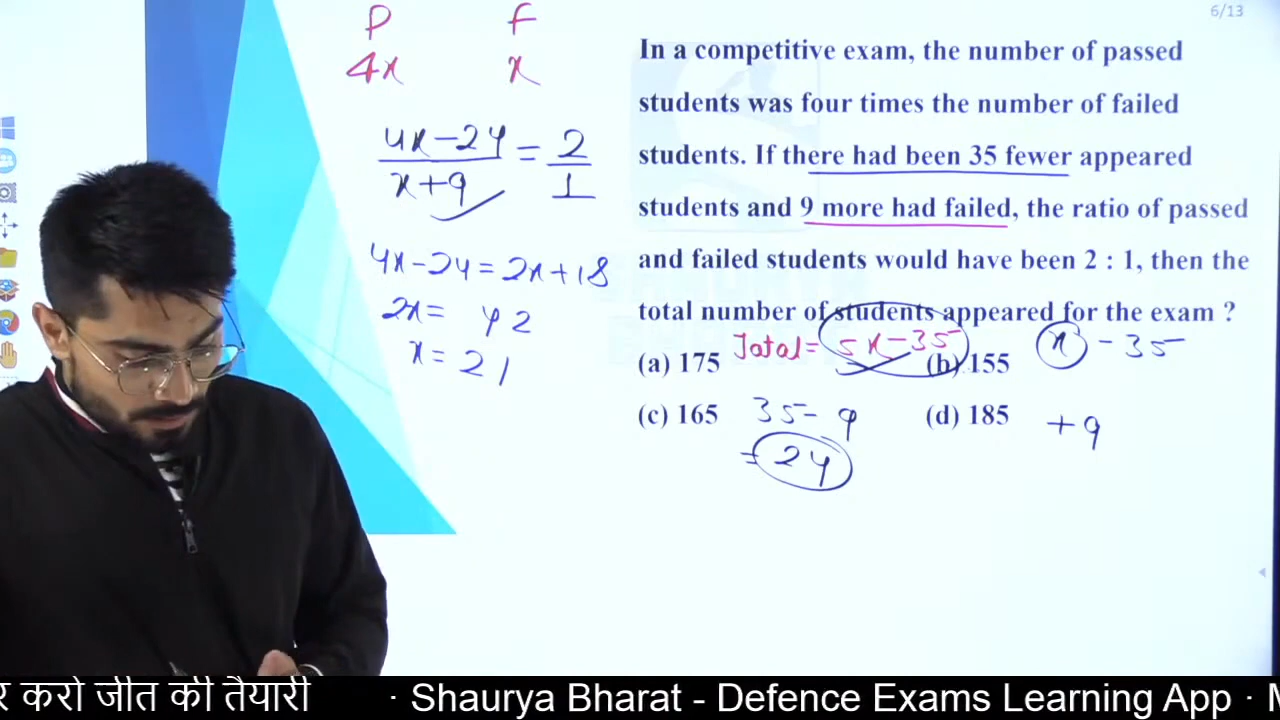 6/13
P F
4x x
4x-24/x+9 = 2/1
4x-24=2x+18
2x= 42
x=21
In a competitive exam, the number of passed
students was four times the number of failed
students. If there had been 35 fewer appeared
students and 9 more had failed, the ratio of passed
and failed students would have been 2 : 1, then the
total number of students appeared for the exam ?
Total= 5x-35
x - 35
(a) 175 (b) 155
(c) 165 (d) 185
35- 9
= 24
+9
र करो जीत की तैयारी · Shaurya Bharat - Defence Exams Learning App · M